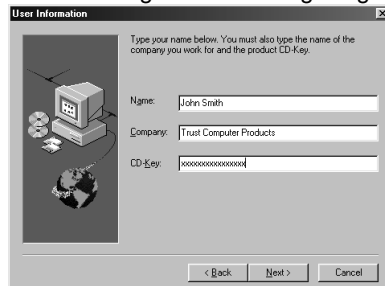 User Information
Type your name below. You must also type the name of the
company you work for and the product CD-Key.
Name: John Smith
Company: Trust Computer Products
CD-Key: xxxxxxxxxxxxxxxx
< Back Next > Cancel